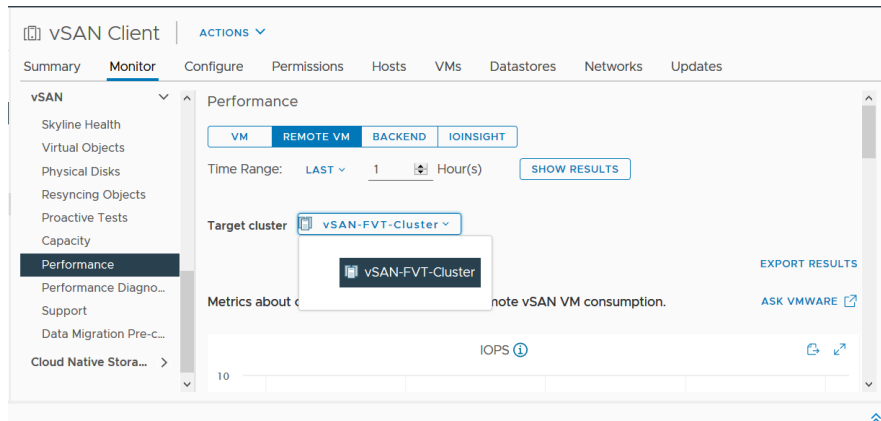 vSAN Client ACTIONS
Summary Monitor Configure Permissions Hosts VMs Datastores Networks Updates
vSAN
Skyline Health
Virtual Objects
Physical Disks
Resyncing Objects
Proactive Tests
Capacity
Performance
Performance Diagno...
Support
Data Migration Pre-c...
Cloud Native Stora...
Performance
VM REMOTE VM BACKEND IOINSIGHT
Time Range: LAST 1 Hour(s) SHOW RESULTS
Target cluster vSAN-FVT-Cluster
vSAN-FVT-Cluster
EXPORT RESULTS
Metrics about mote vSAN VM consumption. ASK VMWARE
IOPS
10